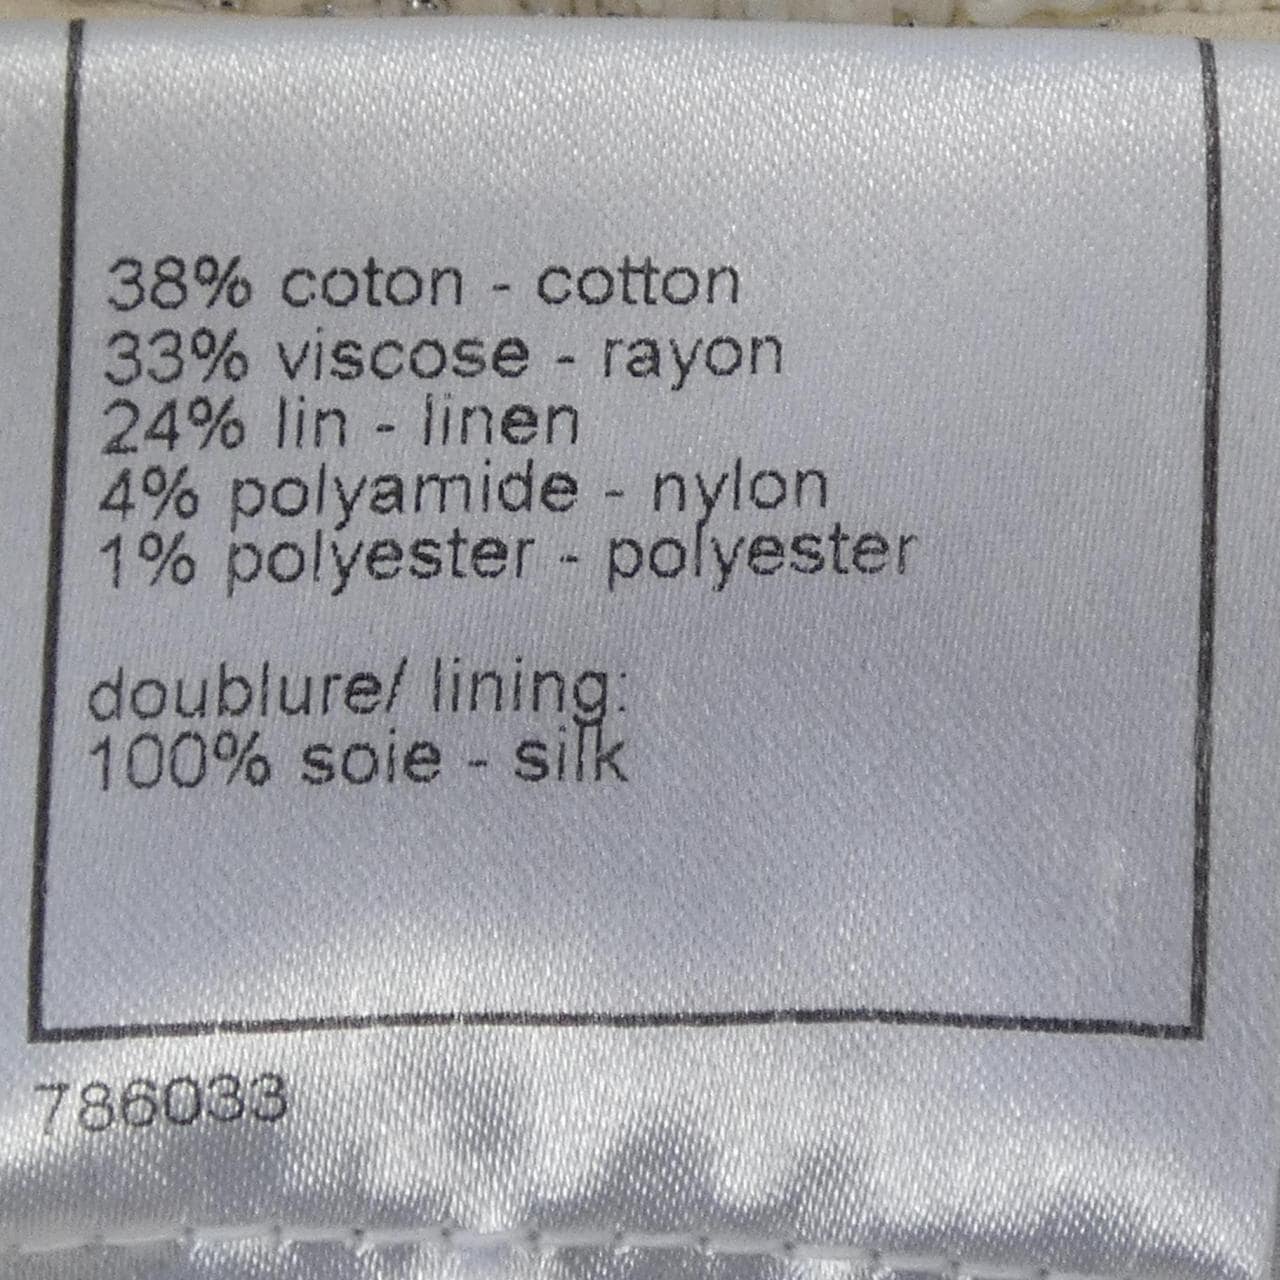 38% coton - cotton
33% viscose - rayon
24% lin - linen
4% polyamide - nylon
1% polyester - polyester
doublure/ lining:
100% soie - silk
786033